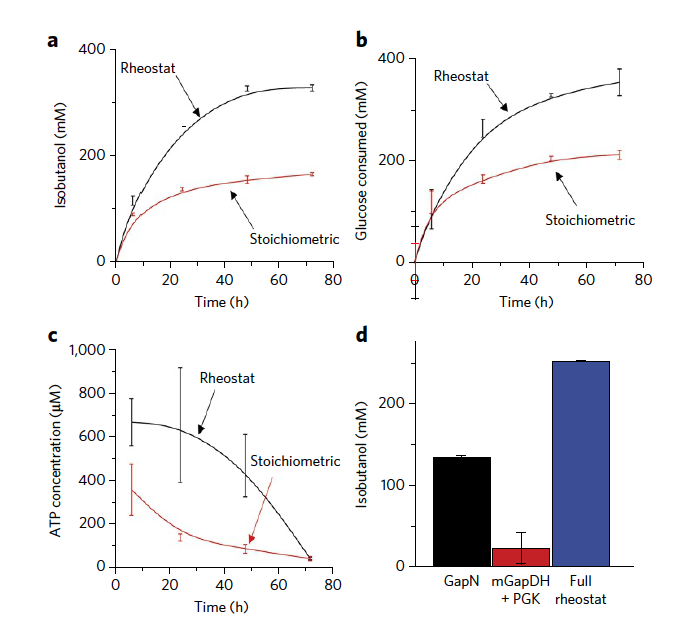 a
400
200
0
Isobutanol (mM)
Rheostat
Stoichiometric
0 20 40 60 80
Time (h)
b
400
200
0
Glucose consumed (mM)
Rheostat
Stoichiometric
0 20 40 60 80
Time (h)
c
1,000
800
600
400
200
0
ATP concentration (μM)
Rheostat
Stoichiometric
0 20 40 60 80
Time (h)
d
200
100
0
Isobutanol (mM)
GapN mGapDH Full
+ PGK rheostat